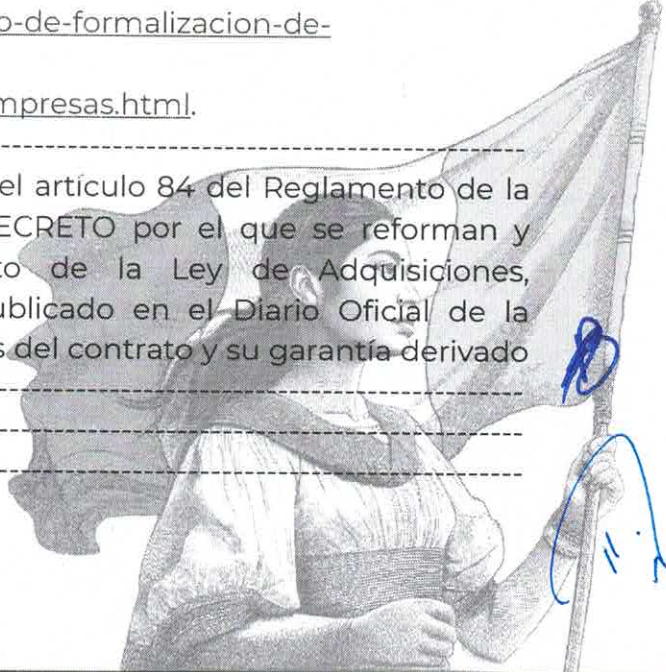 o-de-formalizacion-de-
mpresas.html.
el artículo 84 del Reglamento de la
ECRETO por el que se reforman y
to de la Ley de Adquisiciones,
ublicado en el Diario Oficial de la
s del contrato y su garantía derivado